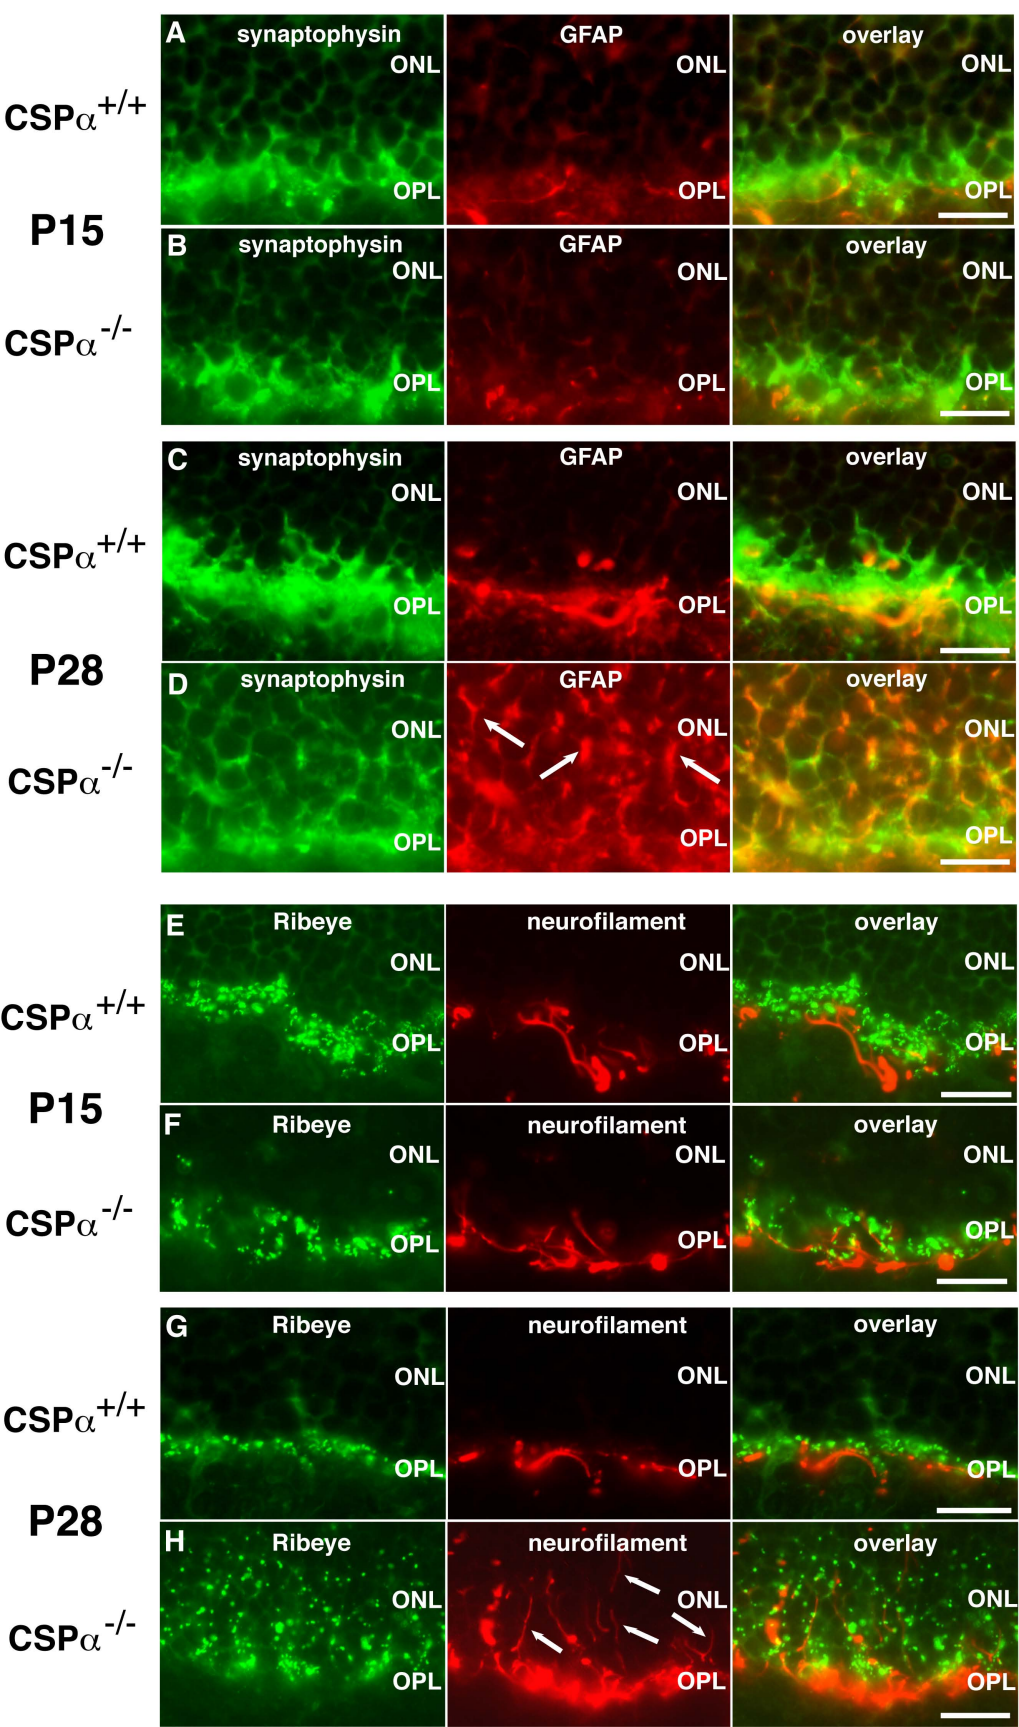 A synaptophysin GFAP overlay
ONL ONL ONL
CSPα+/+
OPL OPL OPL
P15
B synaptophysin GFAP overlay
ONL ONL ONL
CSPα-/-
OPL OPL OPL
C synaptophysin GFAP overlay
ONL ONL ONL
CSPα+/+
OPL OPL OPL
P28
D synaptophysin GFAP overlay
ONL ONL ONL
CSPα-/-
OPL OPL OPL
E Ribeye neurofilament overlay
ONL ONL ONL
CSPα+/+
OPL OPL OPL
P15
F Ribeye neurofilament overlay
ONL ONL ONL
CSPα-/-
OPL OPL OPL
G Ribeye neurofilament overlay
ONL ONL ONL
CSPα+/+
OPL OPL OPL
P28
H Ribeye neurofilament overlay
ONL ONL ONL
CSPα-/-
OPL OPL OPL